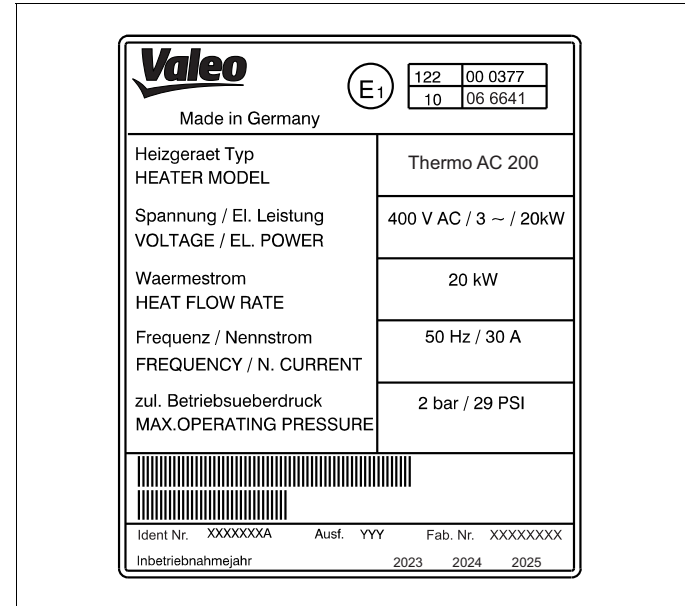 Valeo
E1
122 00 0377
10 06 6641
Made in Germany
Heizgeraet Typ
HEATER MODEL
Thermo AC 200
Spannung / El. Leistung
VOLTAGE / EL. POWER
400 V AC / 3 ~ / 20kW
Waermestrom
HEAT FLOW RATE
20 kW
Frequenz / Nennstrom
FREQUENCY / N. CURRENT
50 Hz / 30 A
zul. Betriebsueberdruck
MAX.OPERATING PRESSURE
2 bar / 29 PSI
Ident Nr. XXXXXXXA Ausf. YYY Fab. Nr. XXXXXXXX
Inbetriebnahmejahr 2023 2024 2025